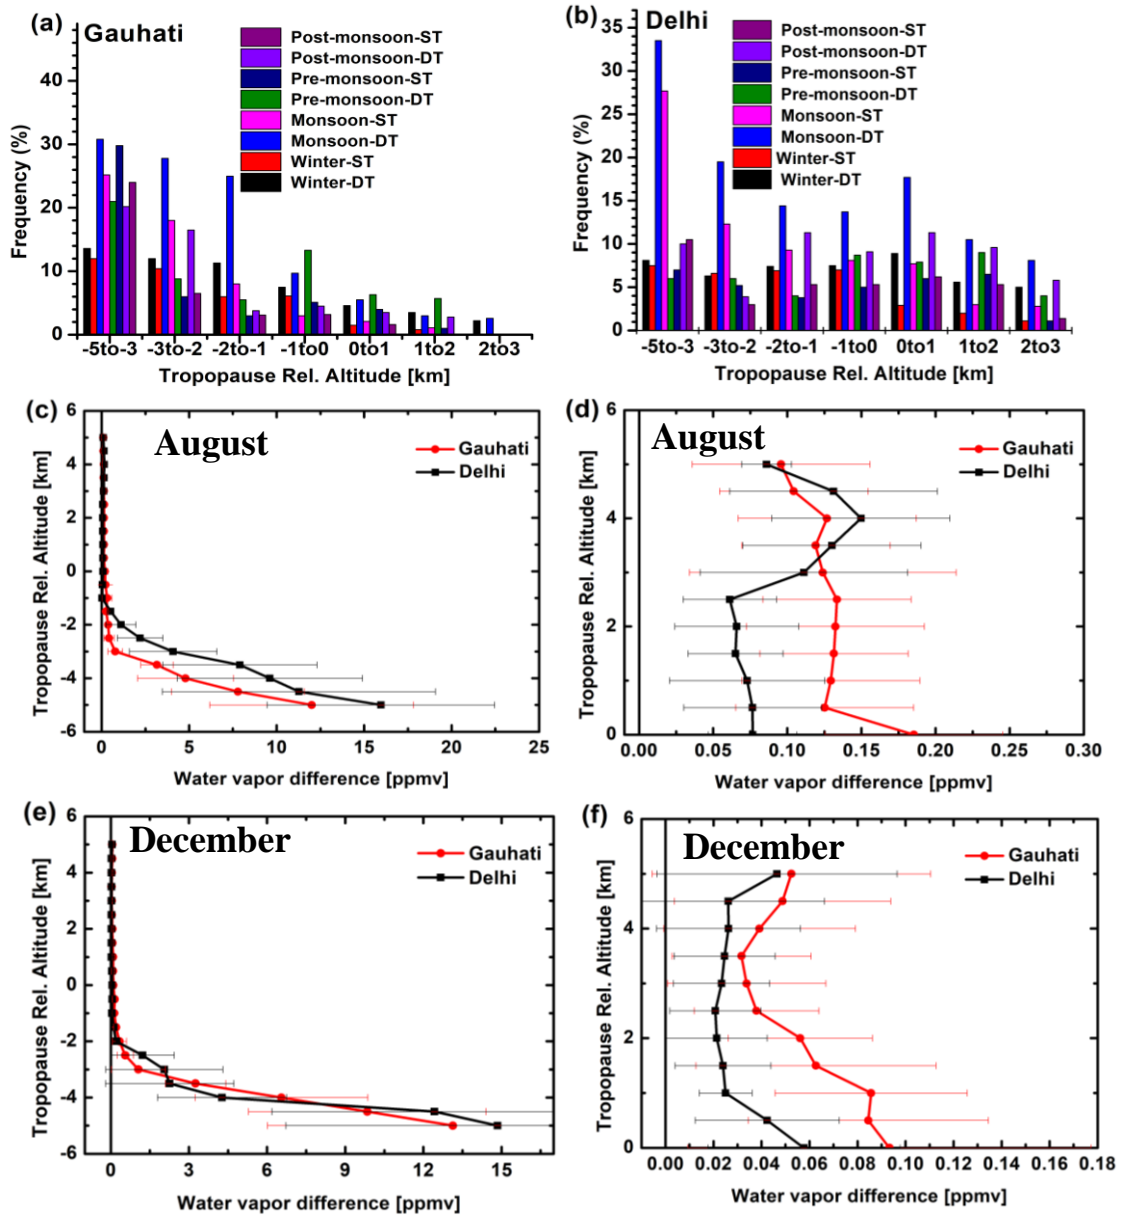 (a)
Gauhati
Post-monsoon-ST
Post-monsoon-DT
Pre-monsoon-ST
Pre-monsoon-DT
Monsoon-ST
Monsoon-DT
Winter-ST
Winter-DT
Frequency (%)
40
30
20
10
0
-5to-3 -3to-2 -2to-1 -1to0 0to1 1to2 2to3
Tropopause Rel. Altitude [km]
(b)
Delhi
Post-monsoon-ST
Post-monsoon-DT
Pre-monsoon-ST
Pre-monsoon-DT
Monsoon-ST
Monsoon-DT
Winter-ST
Winter-DT
Frequency (%)
35
30
25
20
15
10
5
0
-5to-3 -3to-2 -2to-1 -1to0 0to1 1to2 2to3
Tropopause Rel. Altitude [km]
(c)
August
Gauhati
Delhi
Tropopause Rel. Altitude [km]
6
4
2
0
-2
-4
-6
0 5 10 15 20 25
Water vapor difference [ppmv]
(d)
August
Gauhati
Delhi
Tropopause Rel. Altitude [km]
6
4
2
0
0.00 0.05 0.10 0.15 0.20 0.25 0.30
Water vapor difference [ppmv]
(e)
December
Gauhati
Delhi
Tropopause Rel. Altitude [km]
6
4
2
0
-2
-4
-6
0 3 6 9 12 15
Water vapor difference [ppmv]
(f)
December
Gauhati
Delhi
Tropopause Rel. Altitude [km]
6
4
2
0
0.00 0.02 0.04 0.06 0.08 0.10 0.12 0.14 0.16 0.18
Water vapor difference [ppmv]